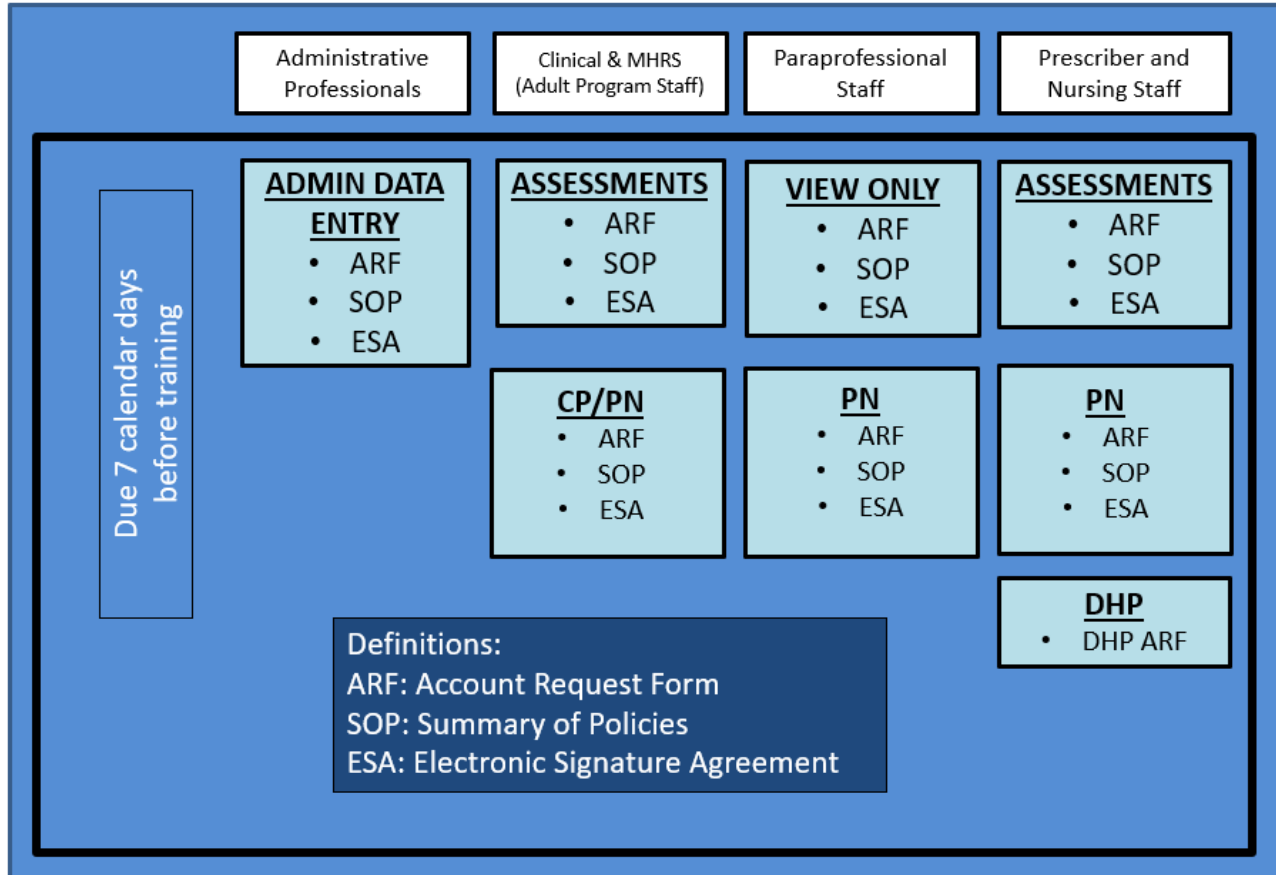 Administrative
Professionals
Clinical & MHRS
(Adult Program Staff)
Paraprofessional
Staff
Prescriber and
Nursing Staff
Due 7 calendar days
before training
ADMIN DATA
ENTRY
• ARF
• SOP
• ESA
ASSESSMENTS
• ARF
• SOP
• ESA
VIEW ONLY
• ARF
• SOP
• ESA
ASSESSMENTS
• ARF
• SOP
• ESA
CP/PN
• ARF
• SOP
• ESA
PN
• ARF
• SOP
• ESA
PN
• ARF
• SOP
• ESA
DHP
• DHP ARF
Definitions:
ARF: Account Request Form
SOP: Summary of Policies
ESA: Electronic Signature Agreement